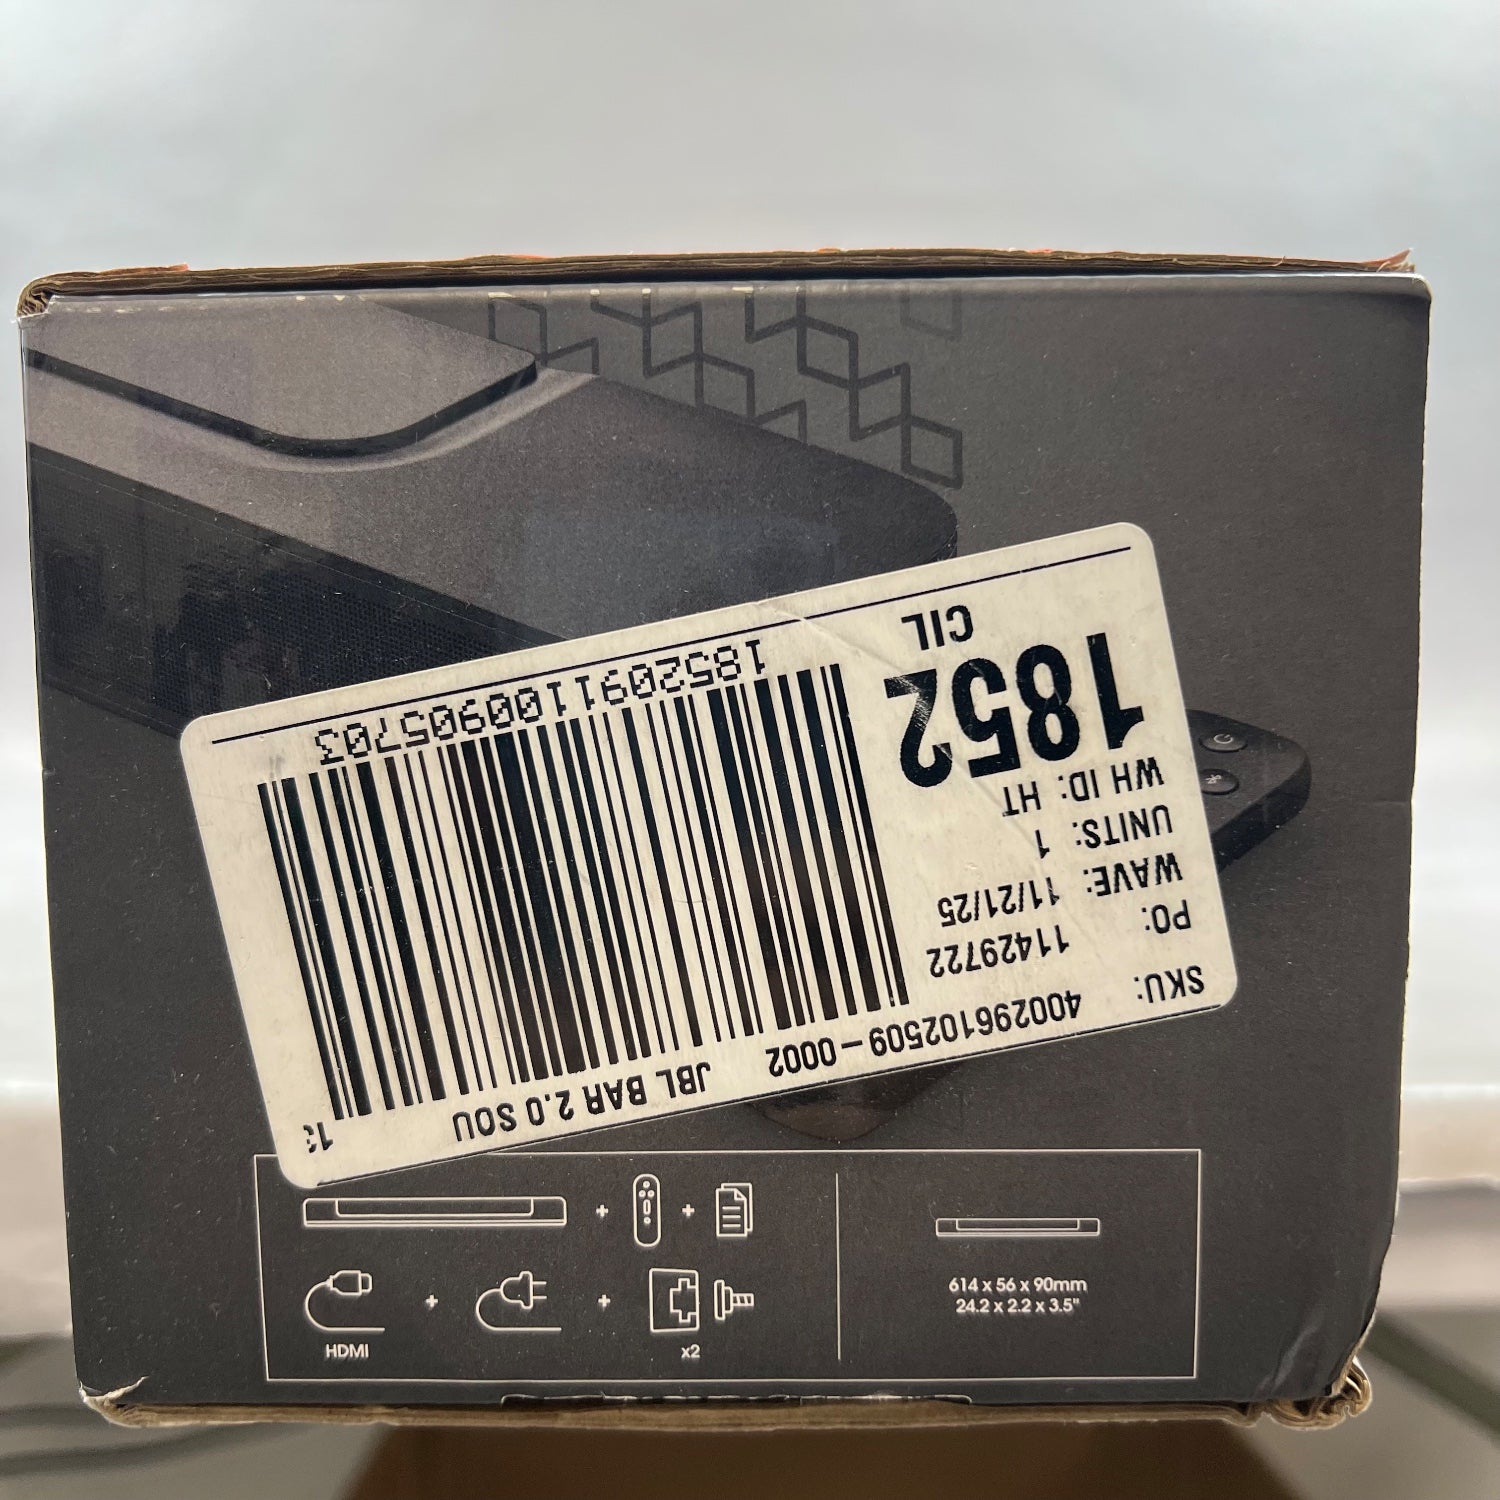 SKU: 400296102509-0002 JBL BAR 2.0 SOU
PO: 11429722
WAVE: 11/21/25
UNITS: 1
WH ID: HT
1852
CIL
1852091100905703
HDMI
x2
614 x 56 x 90mm
24.2 x 2.2 x 3.5"